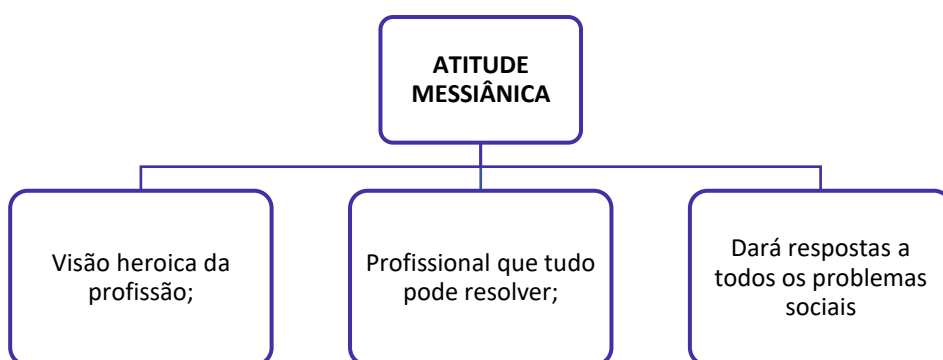 ATITUDE
MESSIÂNICA
Visão heroica da
profissão;
Profissional que tudo
pode resolver;
Dará respostas a
todos os problemas
sociais